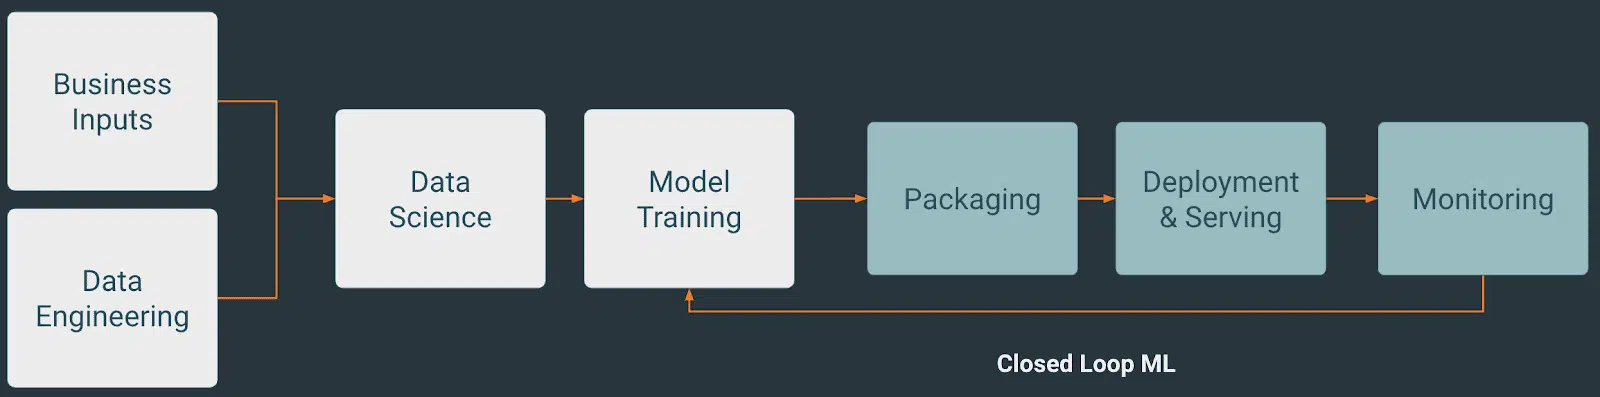 Business
Inputs
Data
Engineering
Data
Science
Model
Training
Packaging
Deployment
& Serving
Monitoring
Closed Loop ML